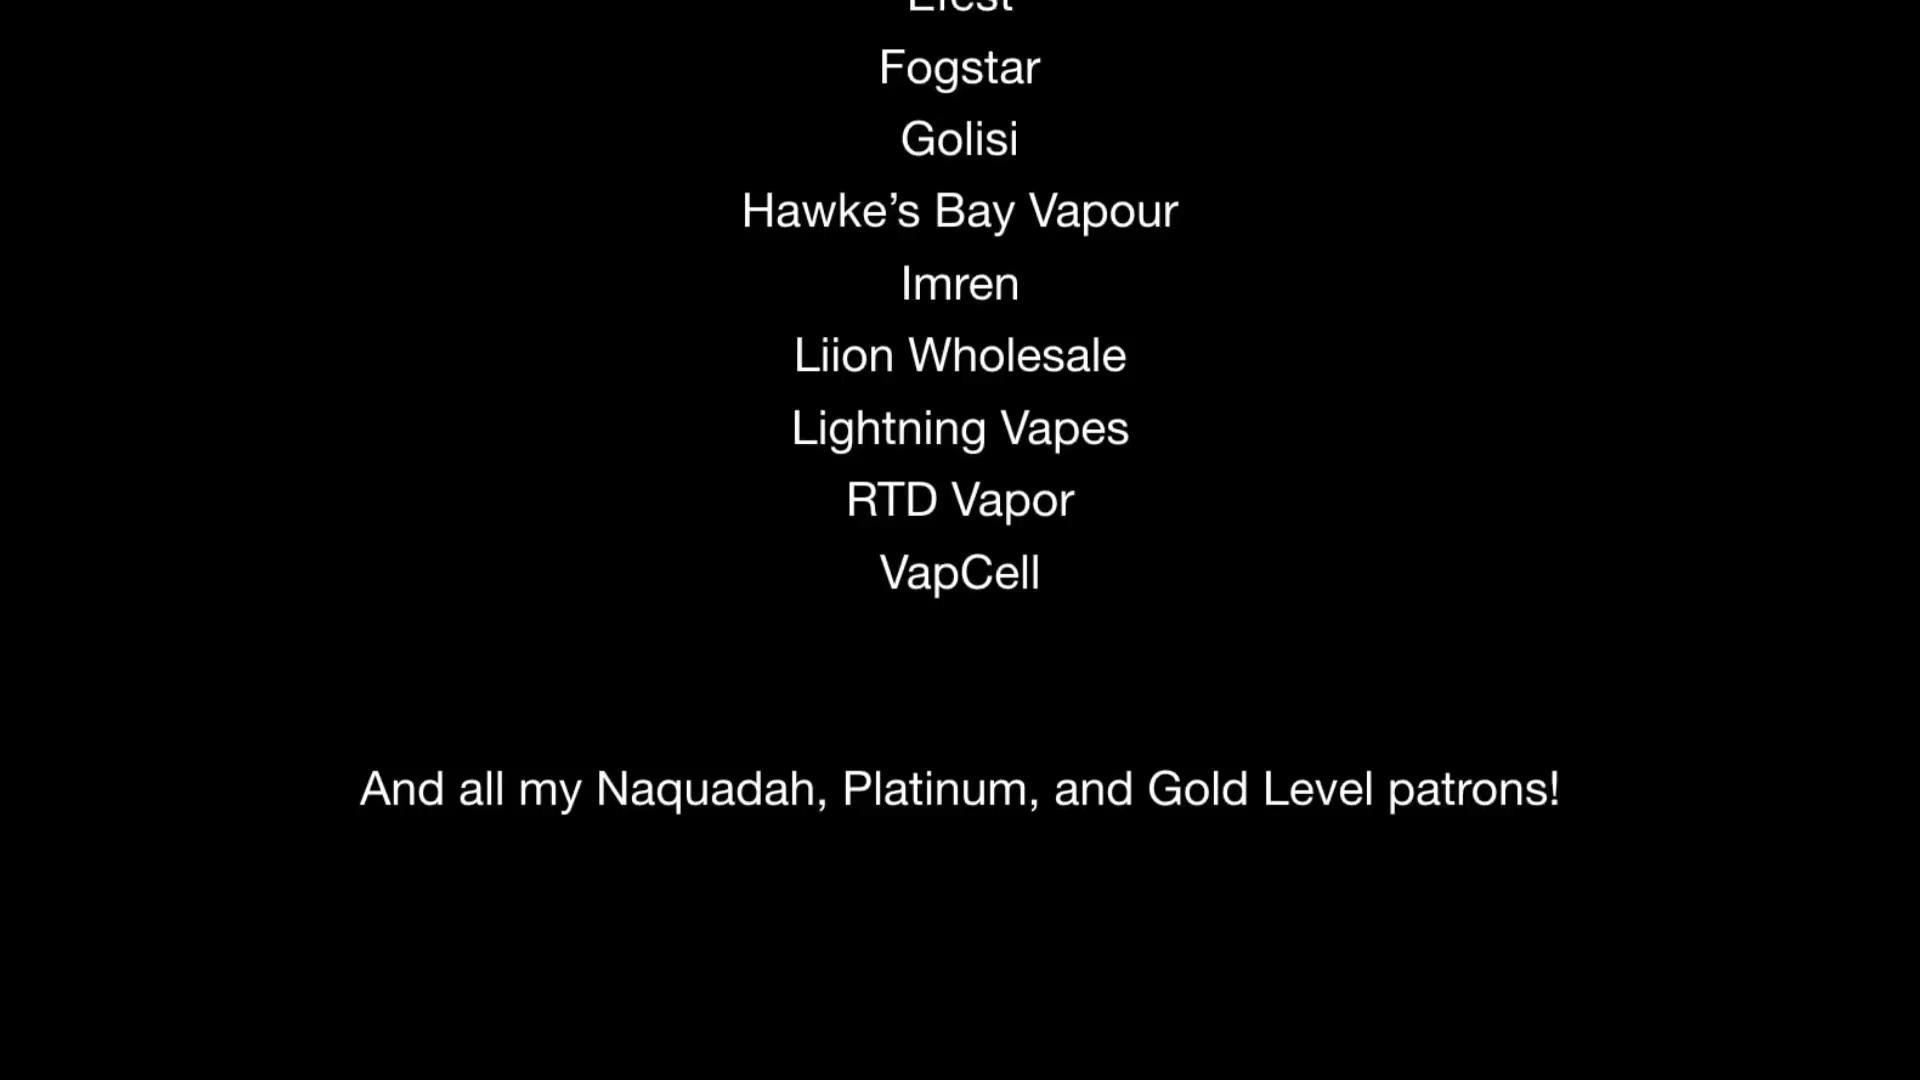 Efest
Fogstar
Golisi
Hawke’s Bay Vapour
Imren
Liion Wholesale
Lightning Vapes
RTD Vapor
VapCell
And all my Naquadah, Platinum, and Gold Level patrons!